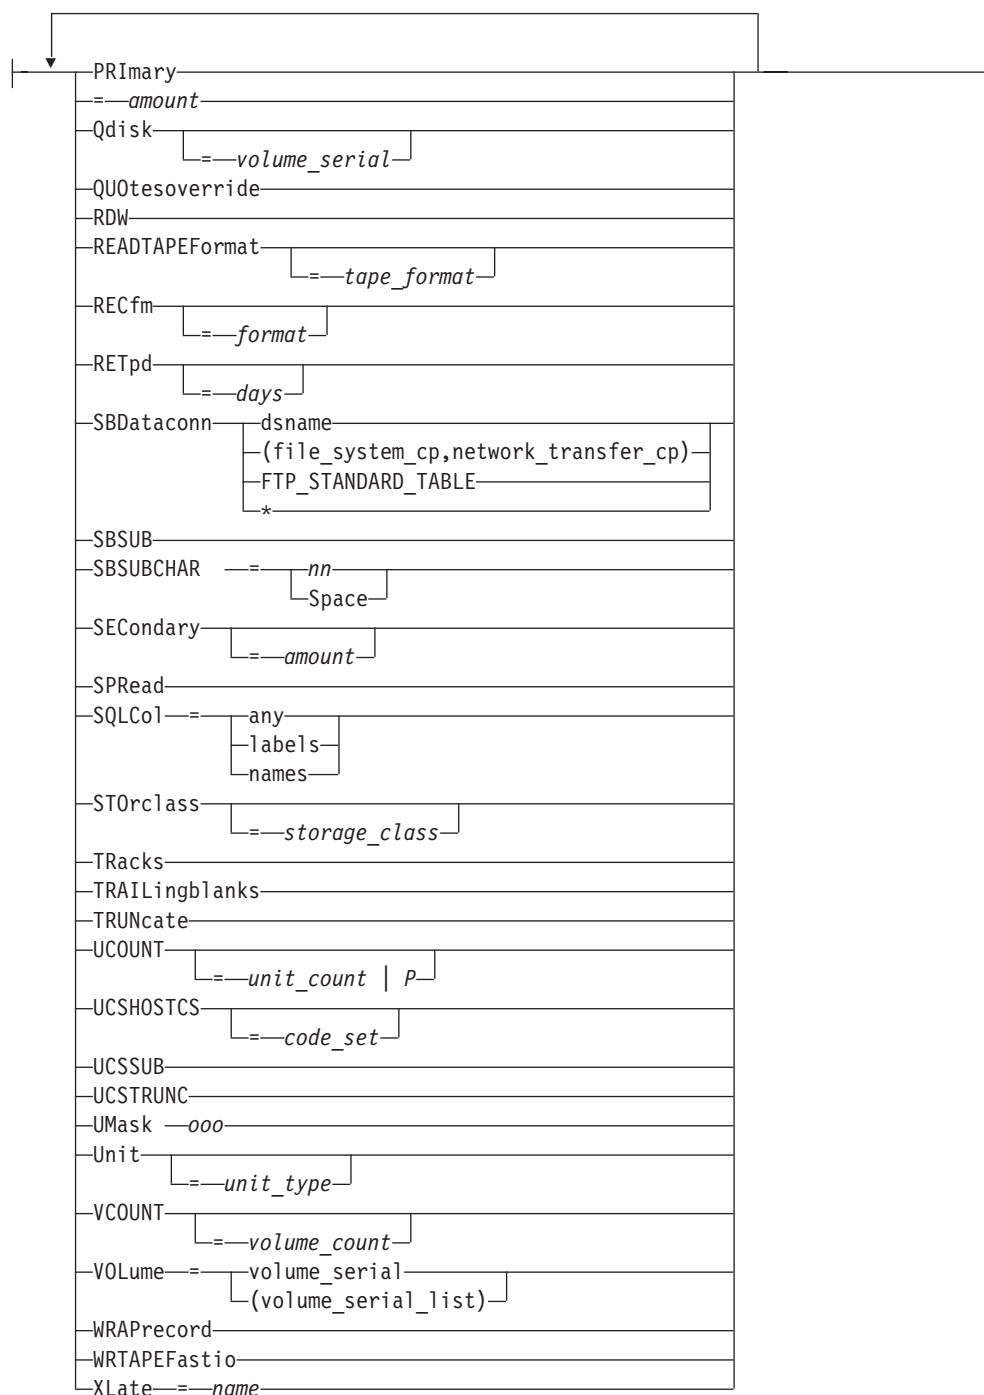 PRImary
= amount
Qdisk
= volume_serial
QUOtesoverride
RDW
READTAPEFormat
= tape_format
RECfm
= format
RETpd
= days
SBDataconn dsname
(file_system_cp,network_transfer_cp)
FTP_STANDARD_TABLE
*
SBSUB
SBSUBCHAR = nn
Space
SECondary
= amount
SPRead
SQLCol = any
labels
names
STOrclass
= storage_class
TRacks
TRAILingblanks
TRUNcate
UCOUNT
= unit_count | P
UCSHOSTCS
= code_set
UCSSUB
UCSTRUNC
UMask ooo
Unit
= unit_type
VCOUNT
= volume_count
VOLume = volume_serial
(volume_serial_list)
WRAPrecord
WRTAPEFastio
XLate = name